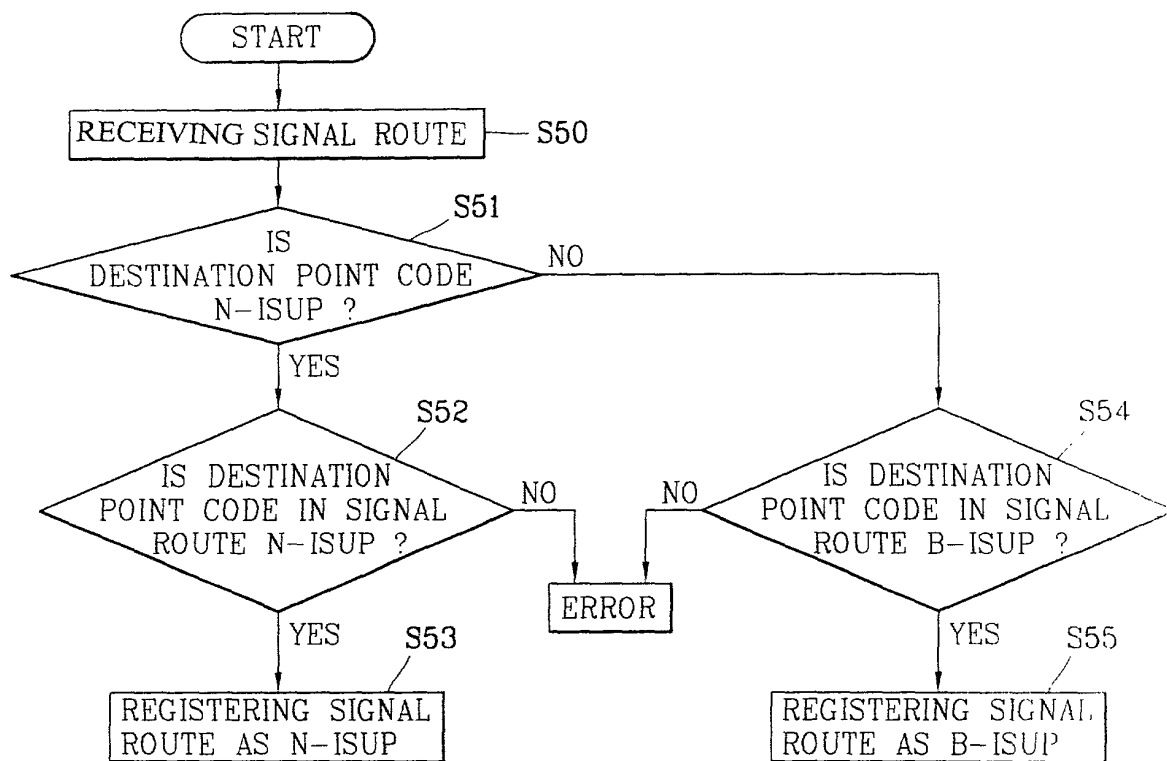 START
RECEIVING SIGNAL ROUTE
S50
S51
IS
DESTINATION POINT CODE
N-ISUP ?
NO
YES
S52
IS DESTINATION
POINT CODE IN SIGNAL
ROUTE N-ISUP ?
NO
YES
S54
IS DESTINATION
POINT CODE IN SIGNAL
ROUTE B-ISUP ?
NO
YES
ERROR
S53
REGISTERING SIGNAL
ROUTE AS N-ISUP
S55
REGISTERING SIGNAL
ROUTE AS B-ISUP